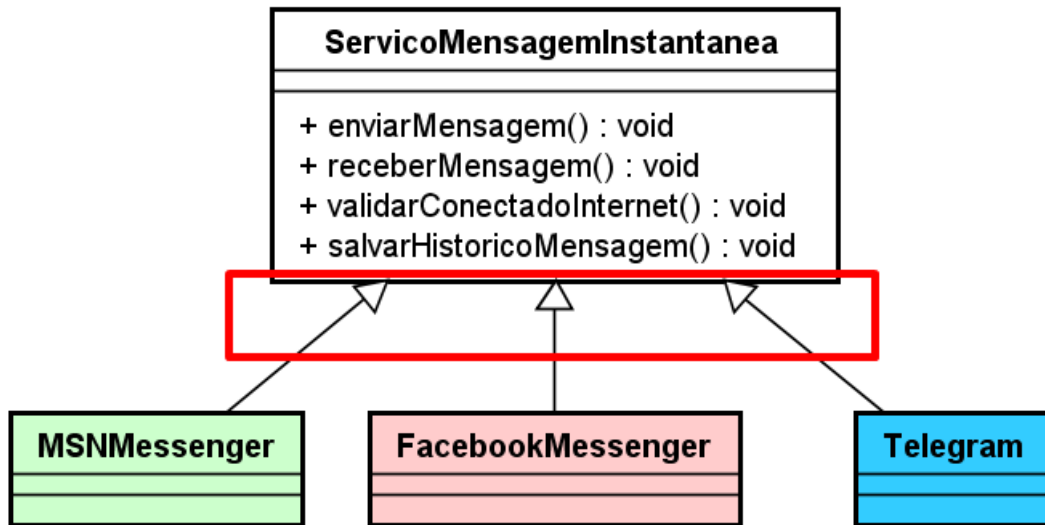 ServicoMensagemInstantanea
+ enviarMensagem() : void
+ receberMensagem() : void
+ validarConectadoInternet() : void
+ salvarHistoricoMensagem() : void
MSNMessenger
FacebookMessenger
Telegram